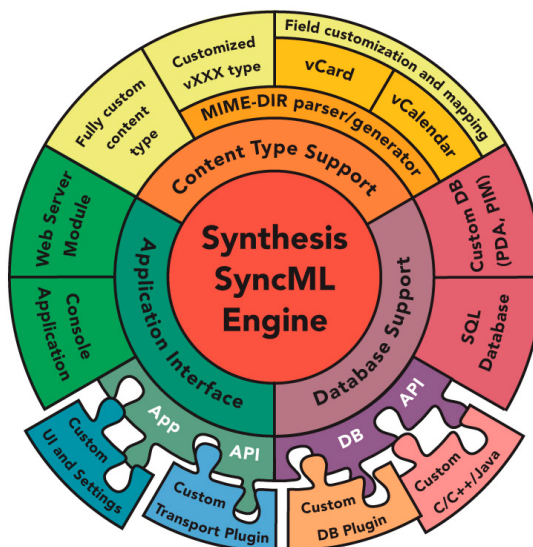 Field customization and mapping
Customized
vXXX type
vCard
vCalendar
Fully custom
content
type
MIME-DIR parser/generator
Content Type Support
Web Server
Module
Custom DB
(PDA, PIM)
Synthesis
SyncML
Engine
Application Interface
Database Support
Console
Application
SQL
Database
App
API
DB
API
Custom
UI and Settings
Custom
Transport Plugin
Custom
DB Plugin
Custom
C/C++/Java